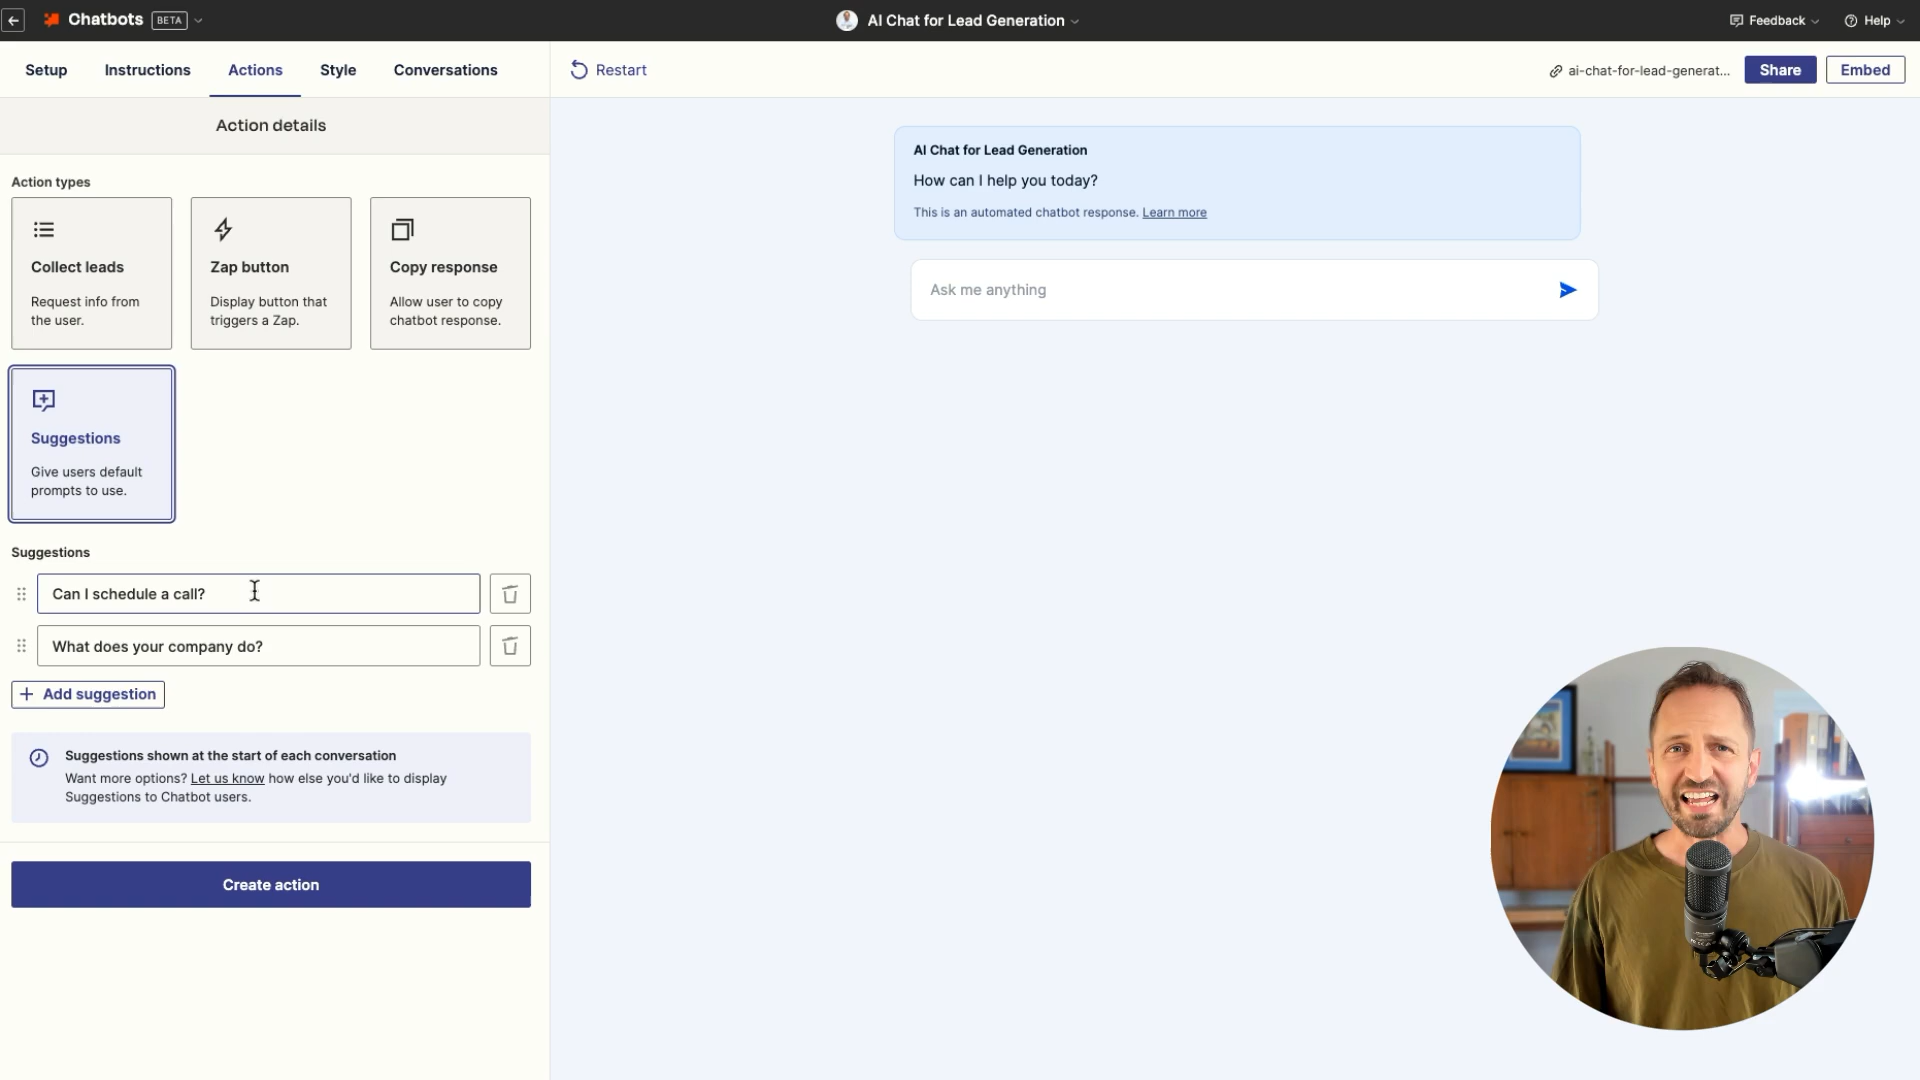 Chatbots BETA
AI Chat for Lead Generation
Feedback
Help
Setup
Instructions
Actions
Style
Conversations
Restart
ai-chat-for-lead-generat...
Share
Embed
Action details
Action types
Collect leads
Request info from
the user.
Zap button
Display button that
triggers a Zap.
Copy response
Allow user to copy
chatbot response.
Suggestions
Give users default
prompts to use.
Suggestions
Can I schedule a call?
What does your company do?
Add suggestion
Suggestions shown at the start of each conversation
Want more options? Let us know how else you'd like to display
Suggestions to Chatbot users.
Create action
AI Chat for Lead Generation
How can I help you today?
This is an automated chatbot response. Learn more
Ask me anything